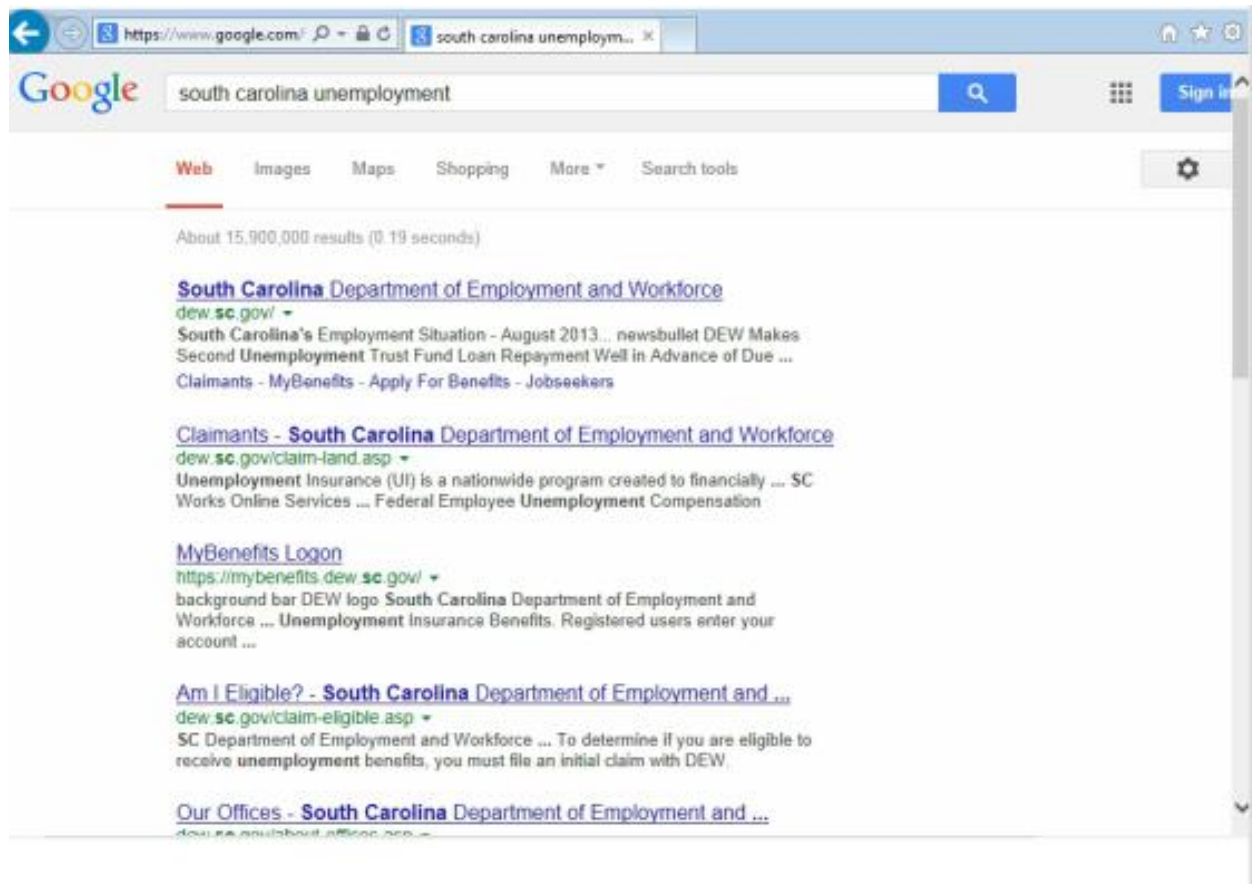 https://www.google.com/
south carolina unemploym...
Google
south carolina unemployment
Sign in
Web Images Maps Shopping More Search tools
About 15,900,000 results (0.19 seconds)
South Carolina Department of Employment and Workforce
dew.sc.gov/
South Carolina's Employment Situation - August 2013... newsbullet DEW Makes
Second Unemployment Trust Fund Loan Repayment Well in Advance of Due ...
Claimants - MyBenefits - Apply For Benefits - Jobseekers
Claimants - South Carolina Department of Employment and Workforce
dew.sc.gov/claim-land.asp
Unemployment Insurance (UI) is a nationwide program created to financially ... SC
Works Online Services ... Federal Employee Unemployment Compensation
MyBenefits Logon
https://mybenefits.dew.sc.gov/
background bar DEW logo South Carolina Department of Employment and
Workforce ... Unemployment Insurance Benefits. Registered users enter your
account ...
Am I Eligible? - South Carolina Department of Employment and ...
dew.sc.gov/claim-eligible.asp
SC Department of Employment and Workforce ... To determine if you are eligible to
receive unemployment benefits, you must file an initial claim with DEW.
Our Offices - South Carolina Department of Employment and ...
dew.sc.gov/about-offices.asp